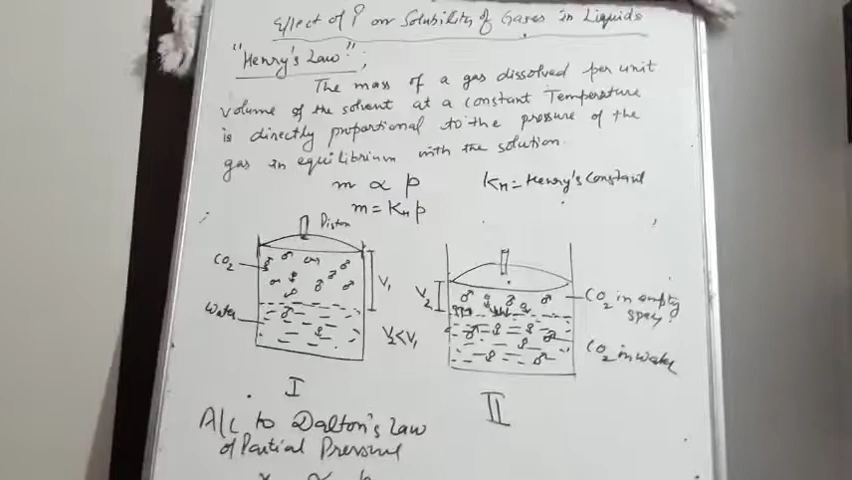 Effect of P on Solubility of Gases in Liquids
"Henry's Law":
The mass of a gas dissolved per unit
volume of the solvent at a constant Temperature
is directly proportional to the pressure of the
gas in equilibrium with the solution.
m ∝ p
K_H = Henry's Constant
m = K_H p
Piston
CO₂
V₁
Water
V₂<V₁
I
V₂
CO₂ in empty
CO₂ in water
II
A/c to Dalton's Law
of Partial Pressure